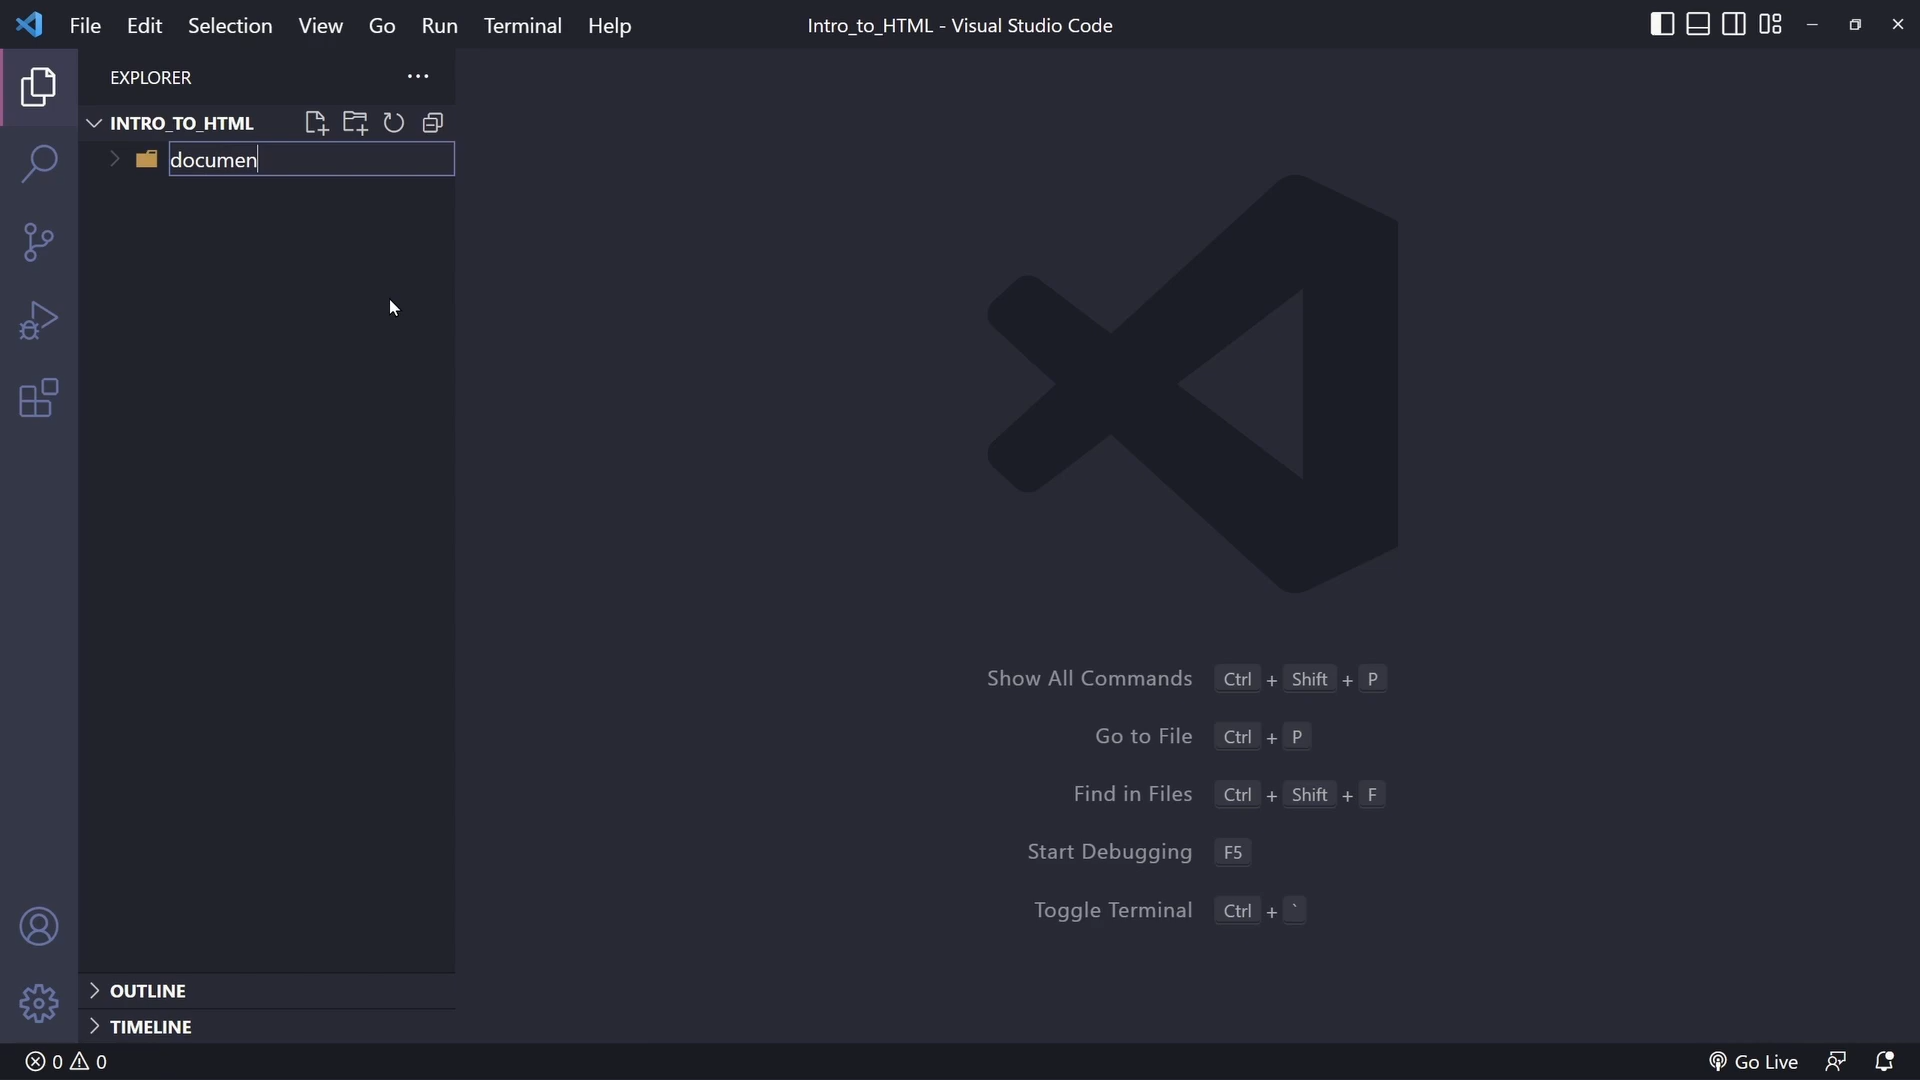 File Edit Selection View Go Run Terminal Help Intro_to_HTML - Visual Studio Code
EXPLORER
INTRO_TO_HTML
documen
Show All Commands Ctrl + Shift + P
Go to File Ctrl + P
Find in Files Ctrl + Shift + F
Start Debugging F5
Toggle Terminal Ctrl + `
OUTLINE
TIMELINE
0 0 Go Live